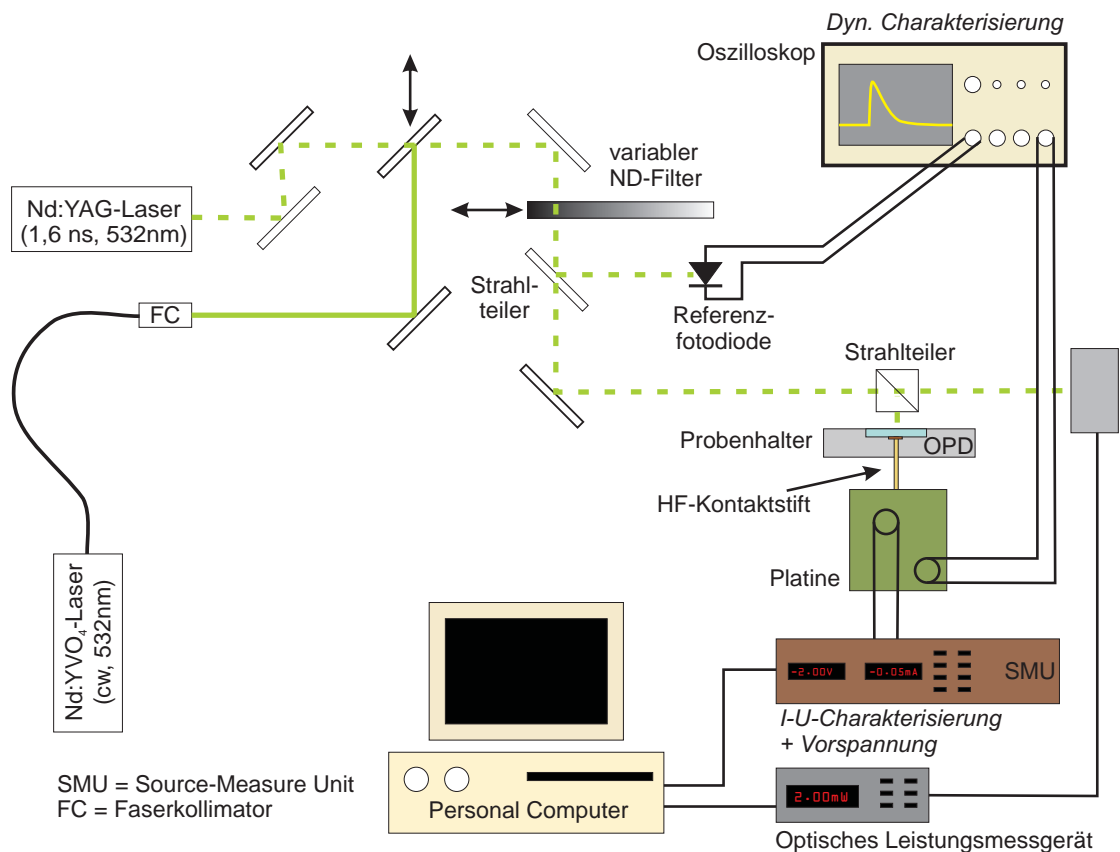 Dyn. Charakterisierung
Oszilloskop
variabler
ND-Filter
Nd:YAG-Laser
(1,6 ns, 532nm)
Strahl-
teiler
FC
Referenz-
fotodiode
Strahlteiler
Probenhalter
OPD
HF-Kontaktstift
Platine
Nd:YVO₄-Laser
(cw, 532nm)
-2.00V
-0.05mA
SMU
I-U-Charakterisierung
+ Vorspannung
SMU = Source-Measure Unit
FC = Faserkollimator
Personal Computer
2.00mW
Optisches Leistungsmessgerät